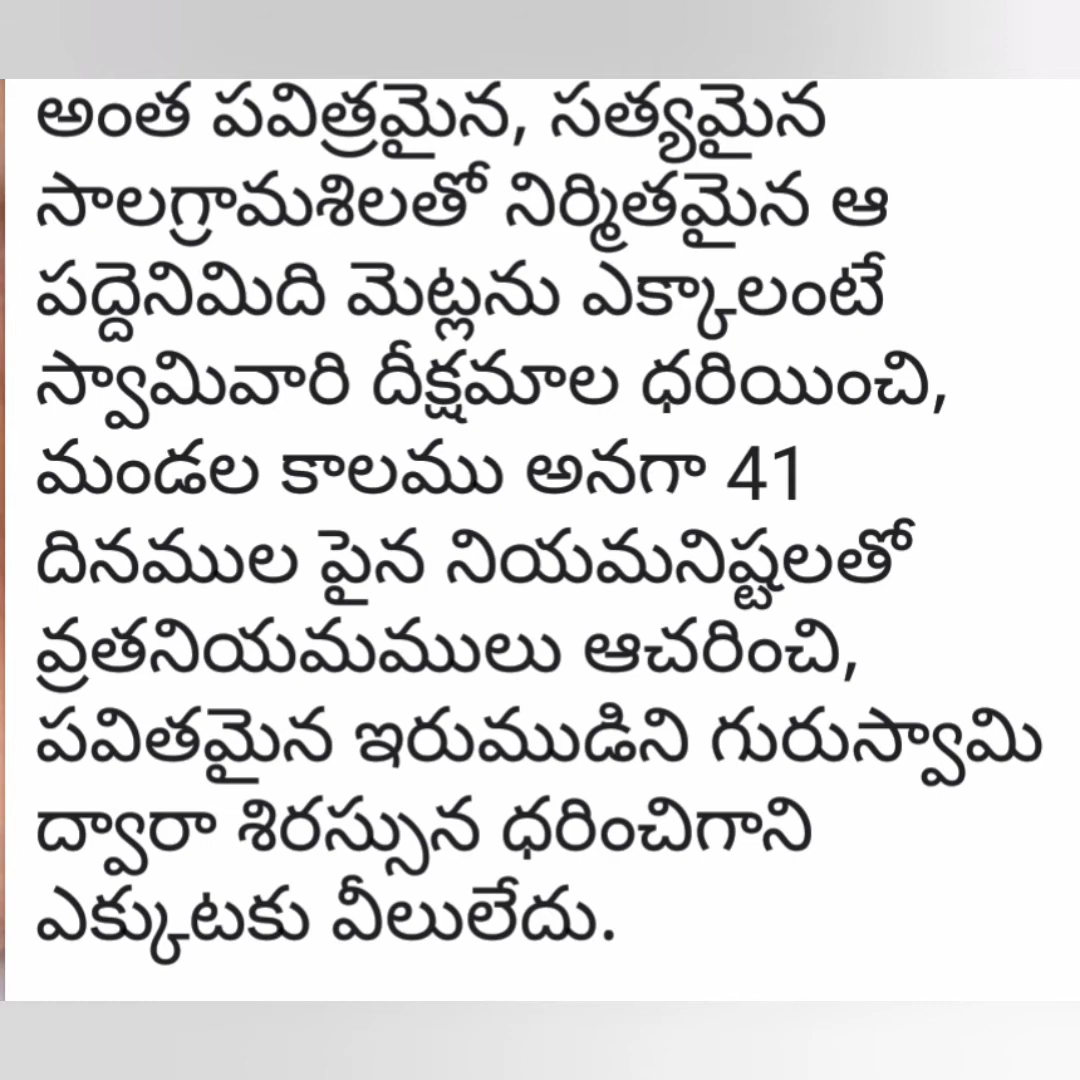 అంత పవిత్రమైన, సత్యమైన
సాలగ్రామశిలతో నిర్మితమైన ఆ
పద్దెనిమిది మెట్లను ఎక్కాలంటే
స్వామివారి దీక్షమాల ధరియించి,
మండల కాలము అనగా 41
దినముల పైన నియమనిష్టలతో
వ్రతనియమములు ఆచరించి,
పవితమైన ఇరుముడిని గురుస్వామి
ద్వారా శిరస్సున ధరించిగాని
ఎక్కుటకు వీలులేదు.